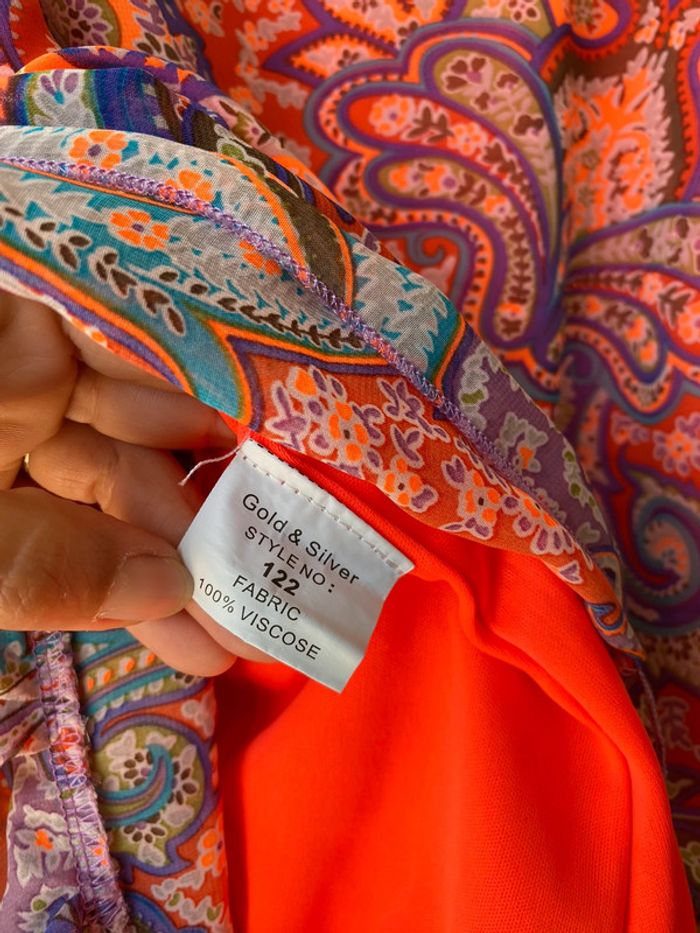 Gold & Silver
STYLE NO :
122
FABRIC
100% VISCOSE